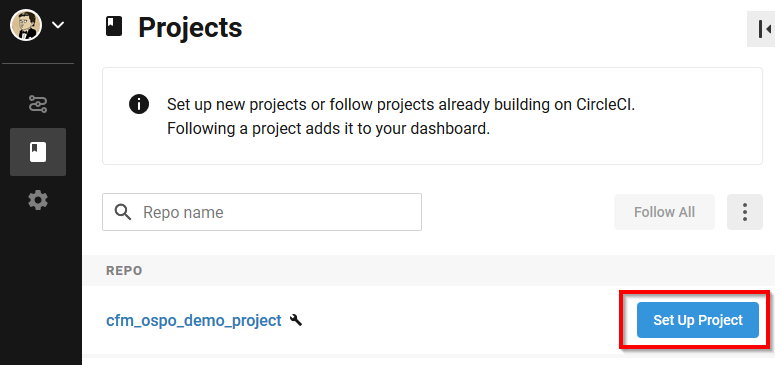 Projects
Set up new projects or follow projects already building on CircleCI.
Following a project adds it to your dashboard.
Repo name
Follow All
REPO
cfm_ospo_demo_project
Set Up Project